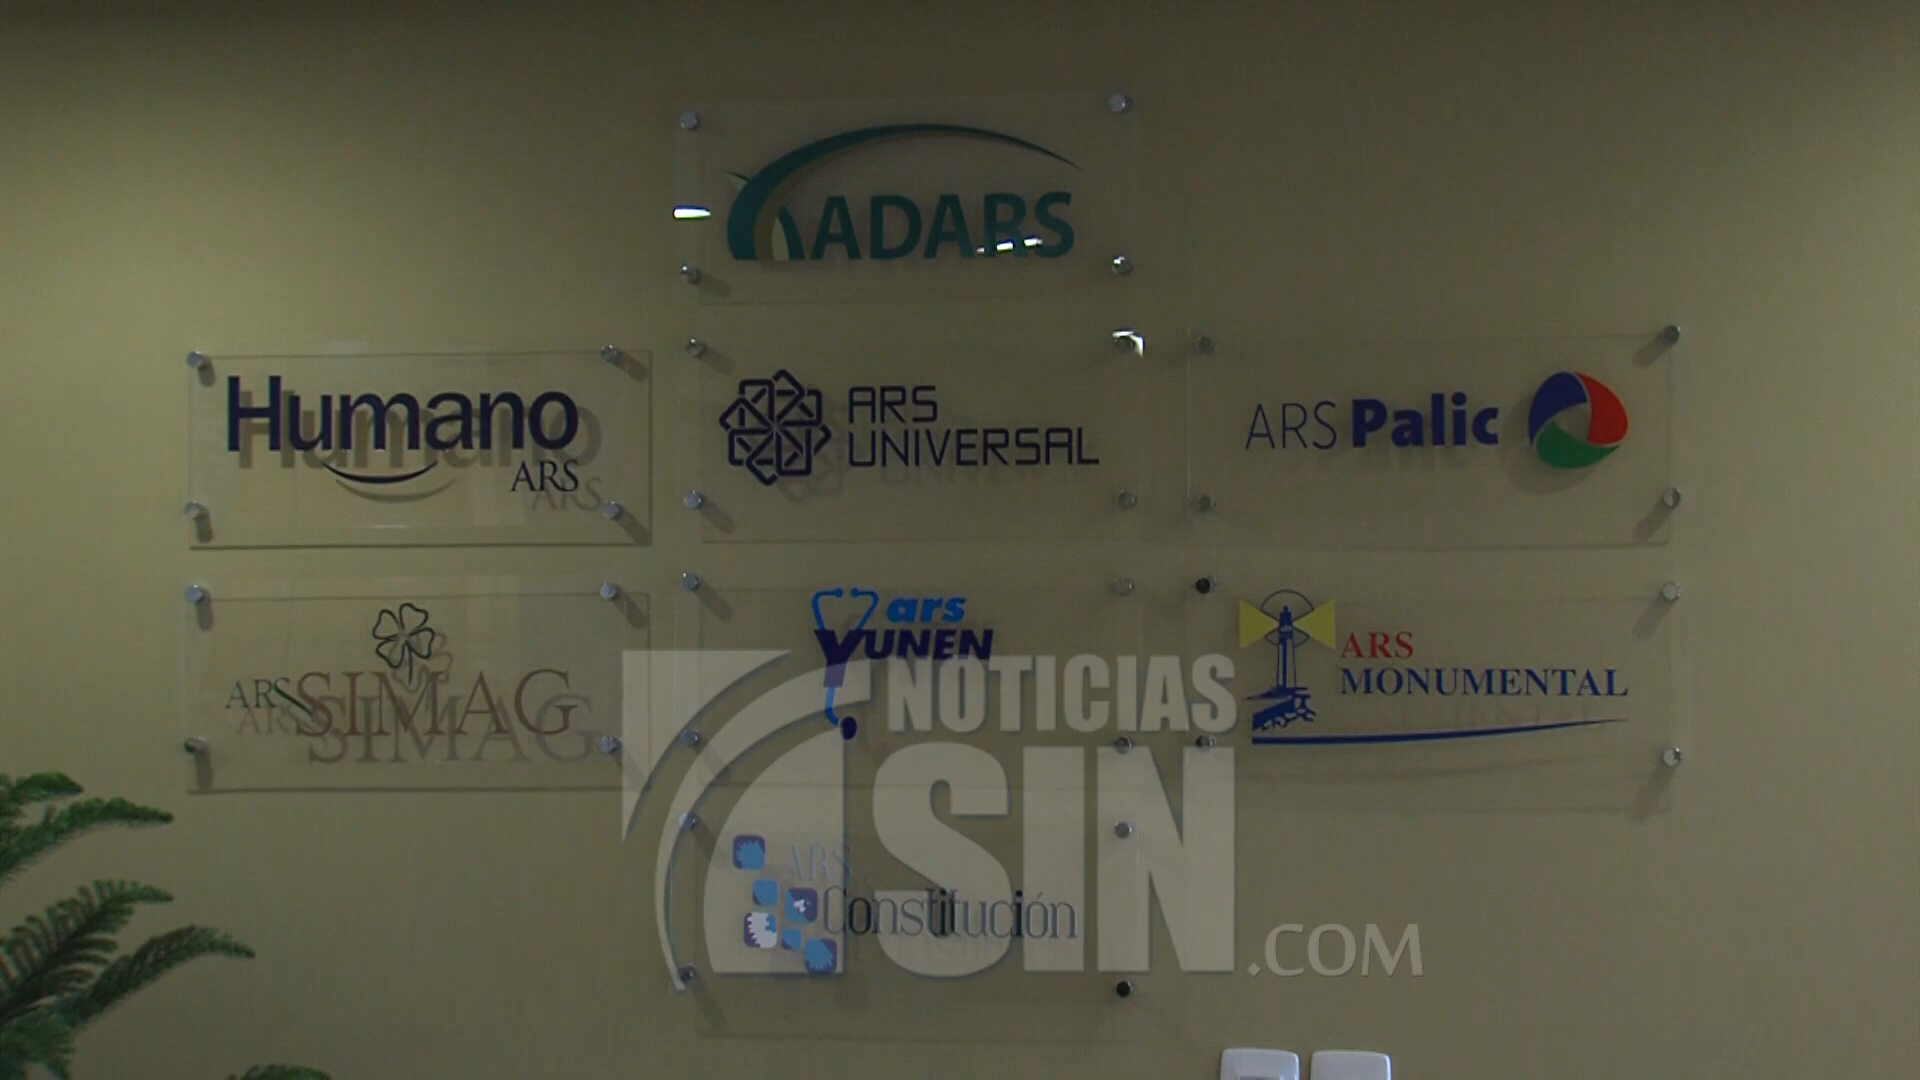 ADARS
Humano
ARS
ARS
UNIVERSAL
ARS Palic
ARS SIMAG
ars
YUNEN
ARS
MONUMENTAL
NOTICIAS
SIN.COM
ARS
Constitución